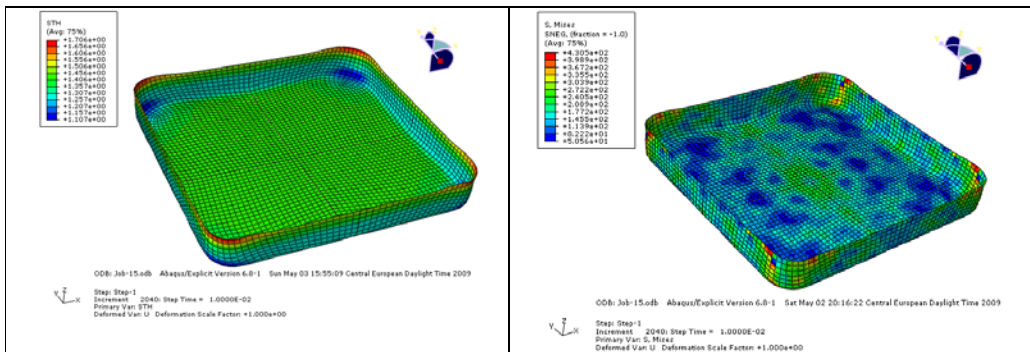 STH
(Avg: 75%)
+1.706e+00
+1.656e+00
+1.606e+00
+1.556e+00
+1.506e+00
+1.456e+00
+1.406e+00
+1.357e+00
+1.307e+00
+1.257e+00
+1.207e+00
+1.157e+00
+1.107e+00
ODB: Job-15.odb Abaqus/Explicit Version 6.8-1 Sun May 03 15:55:09 Central European Daylight Time 2009
Step: Step-1
Increment 2040: Step Time = 1.0000E-02
Primary Var: STH
Deformed Var: U Deformation Scale Factor: +1.000e+00
S, Mises
SNEG, (fraction = -1.0)
(Avg: 75%)
+4.305e+02
+3.989e+02
+3.672e+02
+3.355e+02
+3.039e+02
+2.722e+02
+2.405e+02
+2.089e+02
+1.772e+02
+1.455e+02
+1.139e+02
+8.222e+01
+5.056e+01
ODB: Job-15.odb Abaqus/Explicit Version 6.8-1 Sat May 02 20:16:22 Central European Daylight Time 2009
Step: Step-1
Increment 2040: Step Time = 1.0000E-02
Primary Var: S, Mises
Deformed Var: U Deformation Scale Factor: +1.000e+00